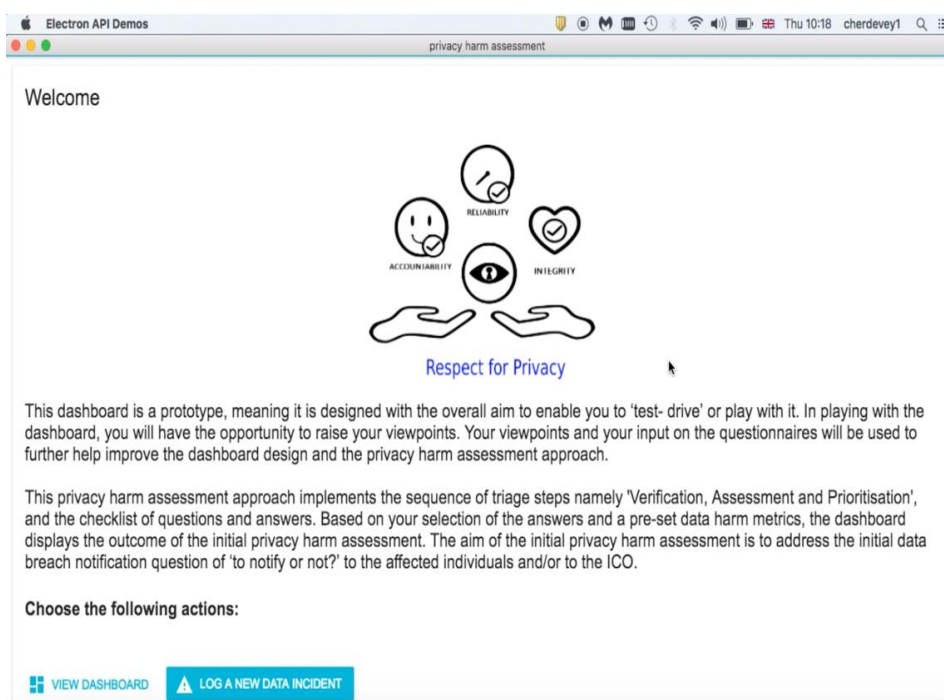 Electron API Demos
Thu 10:18 cherdevey1
privacy harm assessment
Welcome
RELIABILITY
ACCOUNTABILITY
INTEGRITY
Respect for Privacy
This dashboard is a prototype, meaning it is designed with the overall aim to enable you to ‘test- drive’ or play with it. In playing with the
dashboard, you will have the opportunity to raise your viewpoints. Your viewpoints and your input on the questionnaires will be used to
further help improve the dashboard design and the privacy harm assessment approach.
This privacy harm assessment approach implements the sequence of triage steps namely 'Verification, Assessment and Prioritisation',
and the checklist of questions and answers. Based on your selection of the answers and a pre-set data harm metrics, the dashboard
displays the outcome of the initial privacy harm assessment. The aim of the initial privacy harm assessment is to address the initial data
breach notification question of 'to notify or not?' to the affected individuals and/or to the ICO.
Choose the following actions:
VIEW DASHBOARD
LOG A NEW DATA INCIDENT